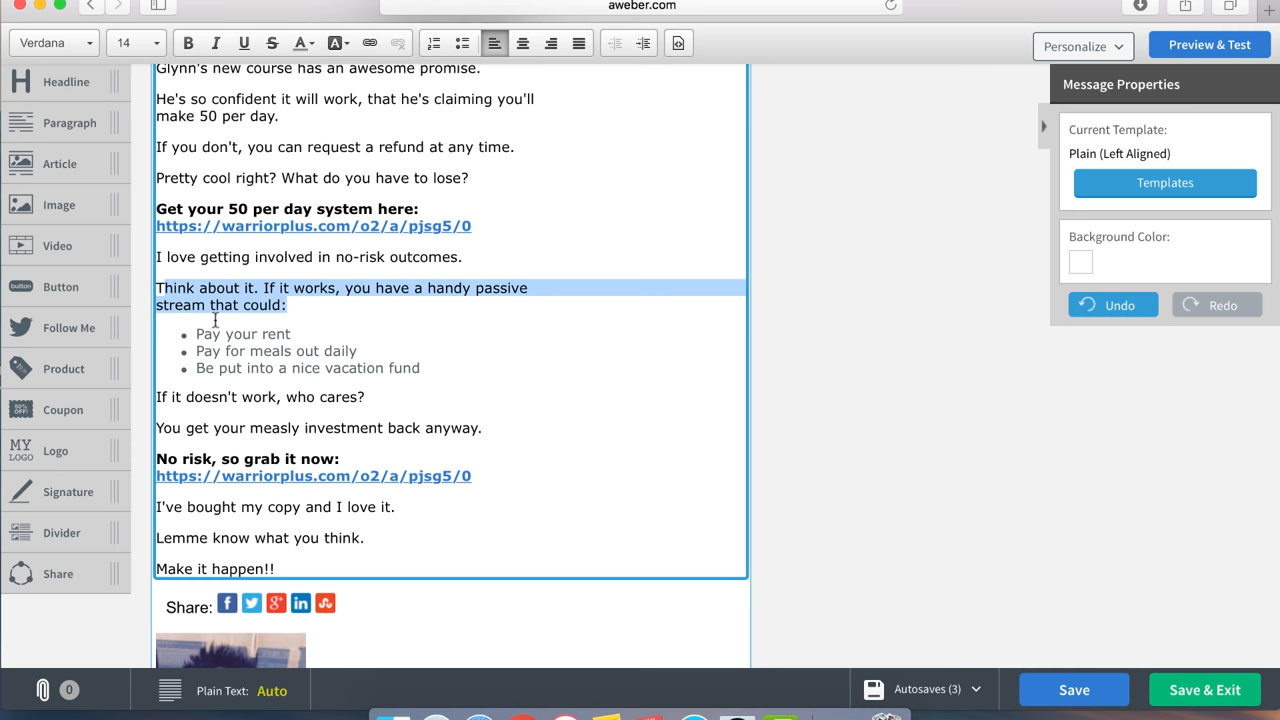 aweber.com
Verdana
14
B I U S A A
Personalize
Preview & Test
Headline
Paragraph
Article
Image
Video
button Button
Follow Me
Product
50% OFF! Coupon
MY LOGO Logo
Signature
Divider
Share
Glynn's new course has an awesome promise.
He's so confident it will work, that he's claiming you'll
make 50 per day.
If you don't, you can request a refund at any time.
Pretty cool right? What do you have to lose?
Get your 50 per day system here:
https://warriorplus.com/o2/a/pjsg5/0
I love getting involved in no-risk outcomes.
Think about it. If it works, you have a handy passive
stream that could:
• Pay your rent
• Pay for meals out daily
• Be put into a nice vacation fund
If it doesn't work, who cares?
You get your measly investment back anyway.
No risk, so grab it now:
https://warriorplus.com/o2/a/pjsg5/0
I've bought my copy and I love it.
Lemme know what you think.
Make it happen!!
Share:
Message Properties
Current Template:
Plain (Left Aligned)
Templates
Background Color:
Undo
Redo
0
Plain Text: Auto
Autosaves (3)
Save
Save & Exit